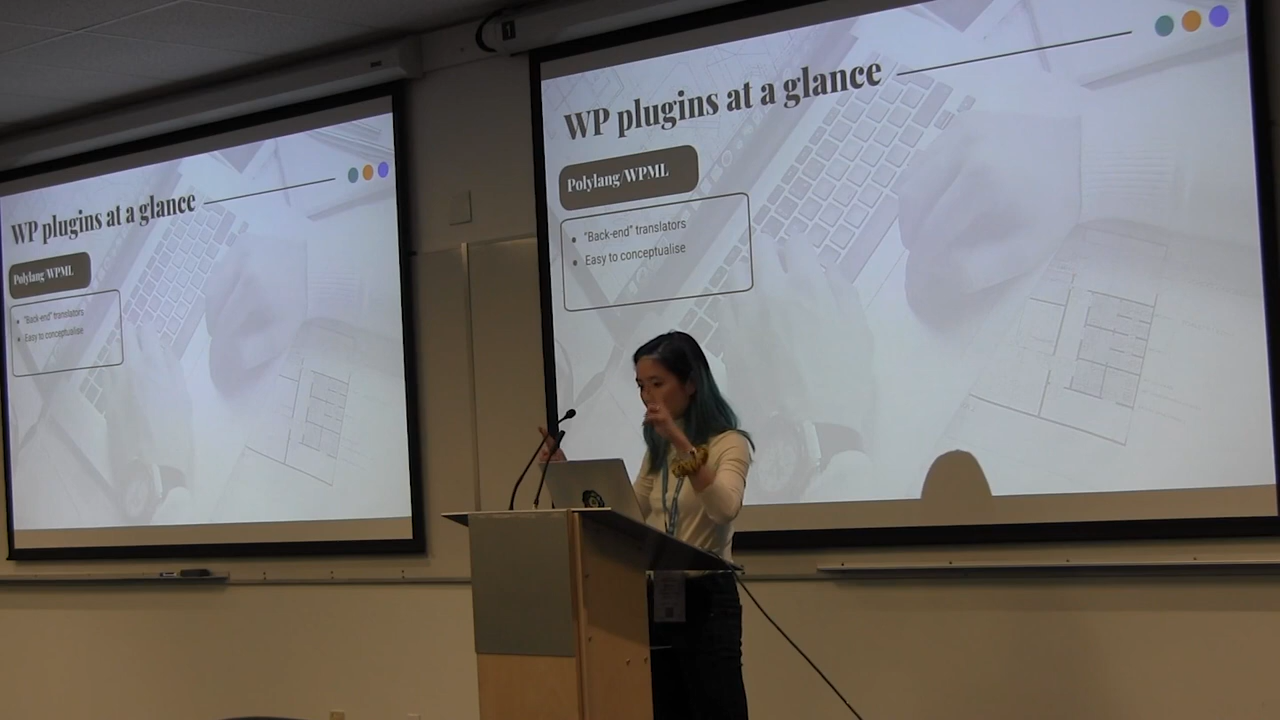 WP plugins at a glance
Polylang/WPML
"Back-end" translators
Easy to conceptualise
WP plugins at a glance
Polylang/WPML
"Back-end" translators
Easy to conceptualise